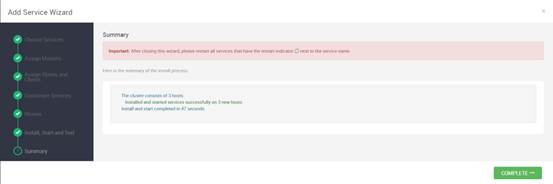 Add Service Wizard
×
Choose Services
Assign Masters
Assign Slaves and
Clients
Customize Services
Review
Install, Start and Test
Summary
Summary
Important: After closing this wizard, please restart all services that have the restart indicator next to the service name.
Here is the summary of the install process.
The cluster consists of 3 hosts
Installed and started services successfully on 3 new hosts
Install and start completed in 47 seconds
COMPLETE →